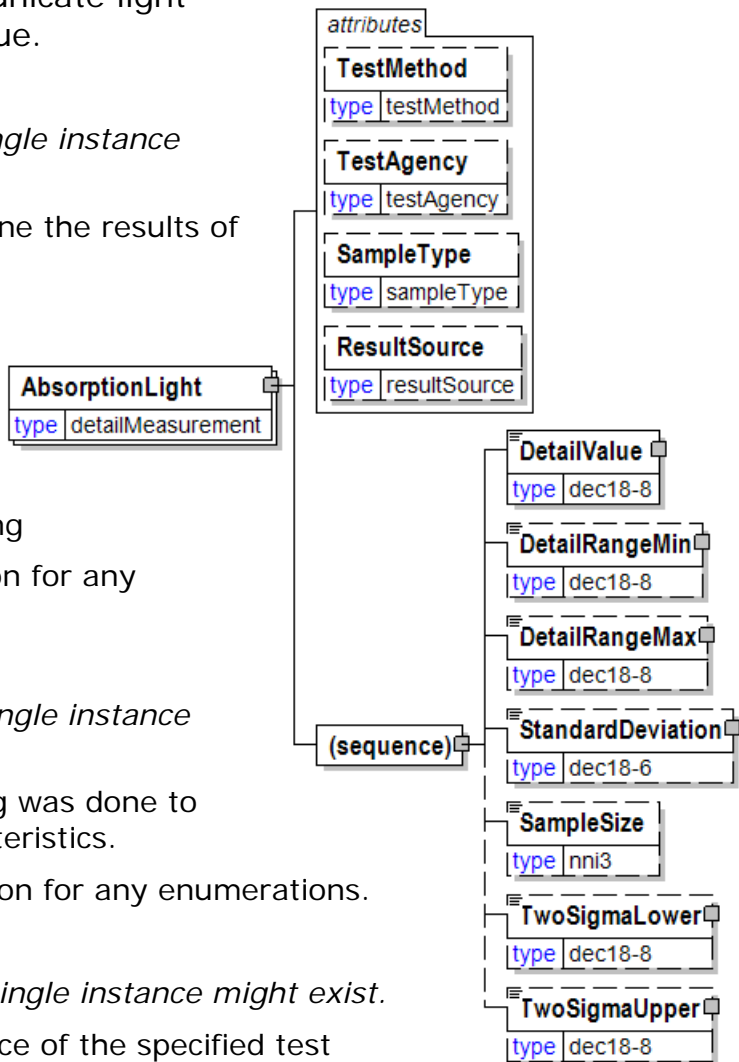 nicate light
ue.
ngle instance
ne the results of
ng
on for any
ngle instance
g was done to
teristics.
on for any enumerations.
single instance might exist.
ce of the specified test
AbsorptionLight
type detailMeasurement
attributes
TestMethod
type testMethod
TestAgency
type testAgency
SampleType
type sampleType
ResultSource
type resultSource
(sequence)
DetailValue
type dec18-8
DetailRangeMin
type dec18-8
DetailRangeMax
type dec18-8
StandardDeviation
type dec18-6
SampleSize
type nni3
TwoSigmaLower
type dec18-8
TwoSigmaUpper
type dec18-8